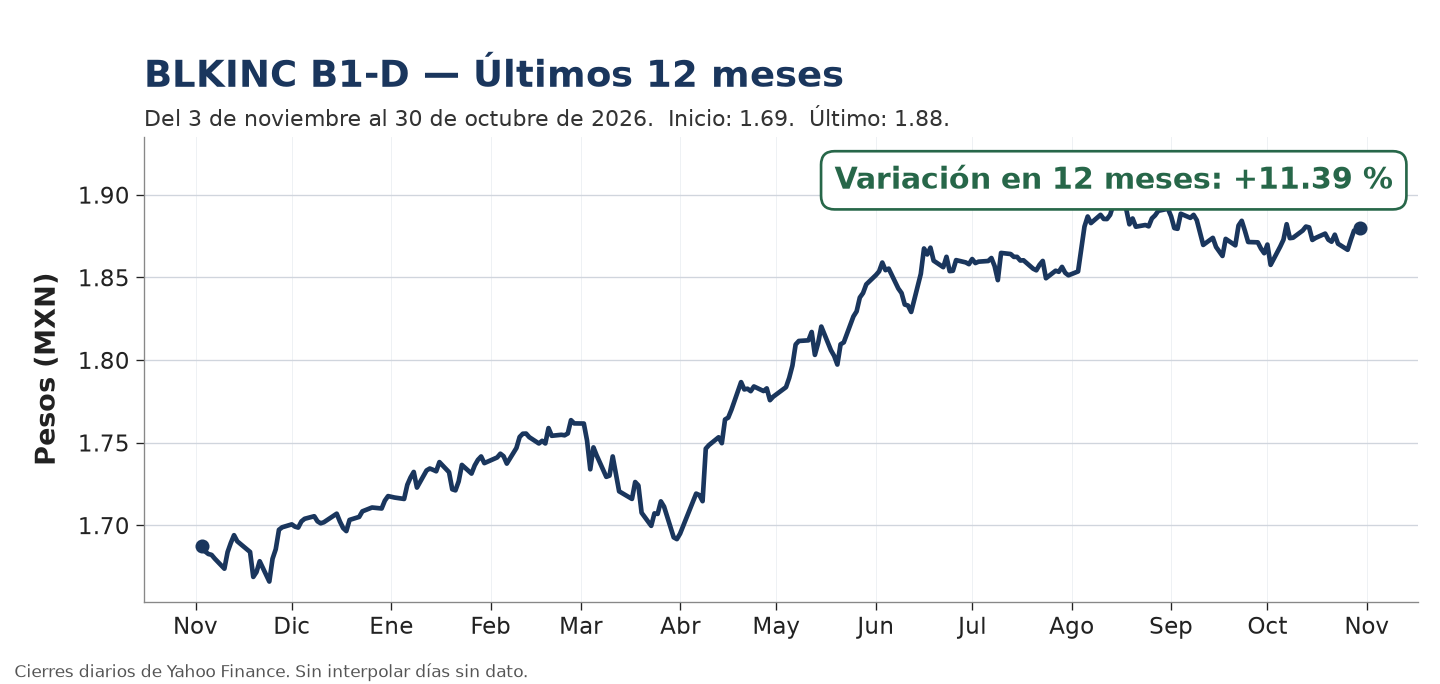 BLKINC B1-D — Últimos 12 meses
Del 3 de noviembre al 30 de octubre de 2026.  Inicio: 1.69.  Último: 1.88.
Variación en 12 meses: +11.39 %
Pesos (MXN)
1.90
1.85
1.80
1.75
1.70
Nov Dic Ene Feb Mar Abr May Jun Jul Ago Sep Oct Nov
Cierres diarios de Yahoo Finance. Sin interpolar días sin dato.